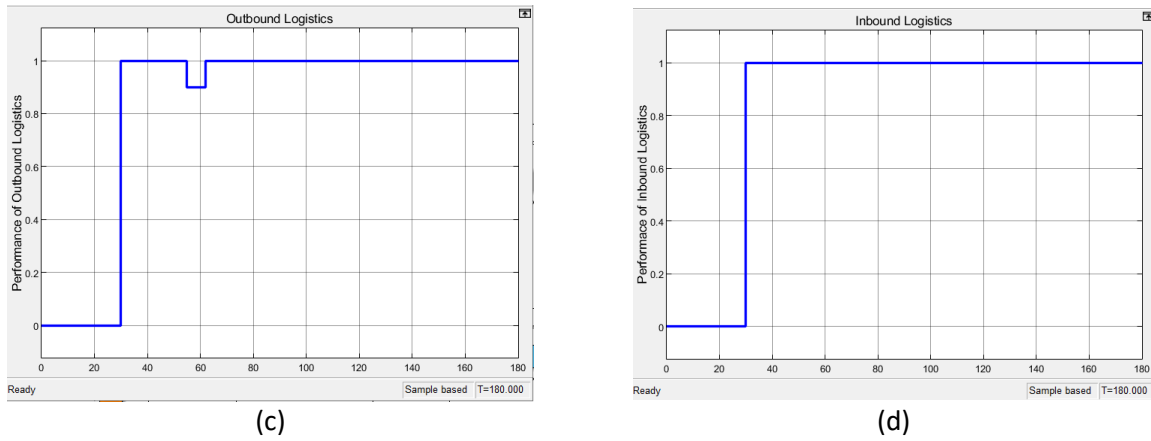 Outbound Logistics
Performance of Outbound Logistics
1
0.8
0.6
0.4
0.2
0
0 20 40 60 80 100 120 140 160 180
Ready Sample based T=180.000
(c)
Inbound Logistics
Performace of Inbound Logistics
1
0.8
0.6
0.4
0.2
0
0 20 40 60 80 100 120 140 160 180
Ready Sample based T=180.000
(d)